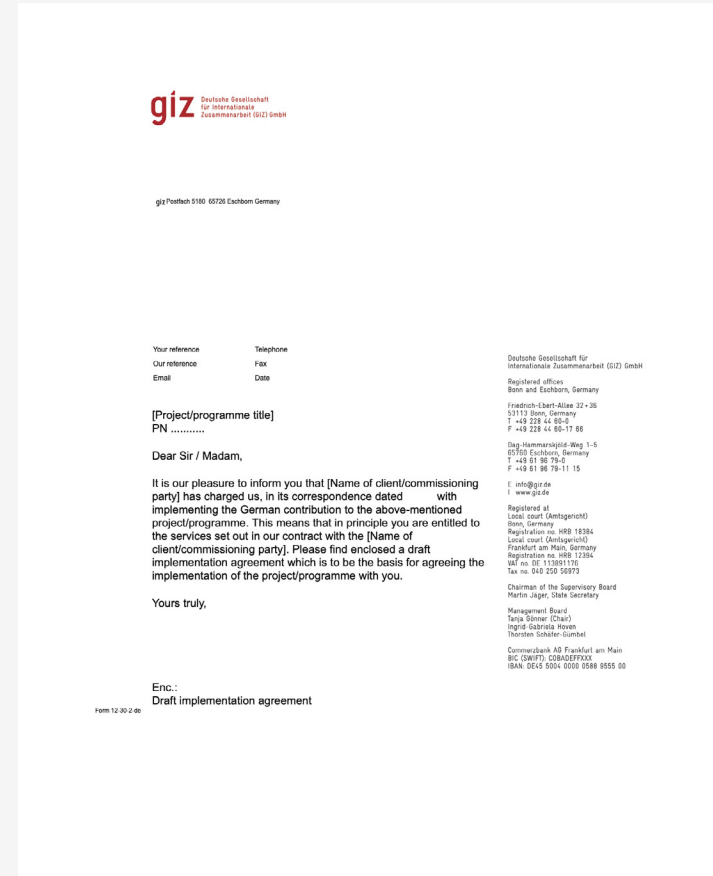 giz
Deutsche Gesellschaft
für Internationale
Zusammenarbeit (GIZ) GmbH
giz Postfach 5180 65726 Eschborn Germany
Your reference Telephone
Our reference Fax
Email Date
[Project/programme title]
PN ...........
Dear Sir / Madam,
It is our pleasure to inform you that [Name of client/commissioning
party] has charged us, in its correspondence dated with
implementing the German contribution to the above-mentioned
project/programme. This means that in principle you are entitled to
the services set out in our contract with the [Name of
client/commissioning party]. Please find enclosed a draft
implementation agreement which is to be the basis for agreeing the
implementation of the project/programme with you.
Yours truly,
Enc.:
Draft implementation agreement
Form 12-30-2-de
Deutsche Gesellschaft für
Internationale Zusammenarbeit (GIZ) GmbH
Registered offices
Bonn and Eschborn, Germany
Friedrich-Ebert-Allee 32 + 36
53113 Bonn, Germany
T +49 228 44 60-0
F +49 228 44 60-17 66
Dag-Hammarskjöld-Weg 1-5
65760 Eschborn, Germany
T +49 61 96 79-0
F +49 61 96 79-11 15
E info@giz.de
I www.giz.de
Registered at
Local court (Amtsgericht)
Bonn, Germany
Registration no. HRB 18384
Local court (Amtsgericht)
Frankfurt am Main, Germany
Registration no. HRB 12394
VAT no. DE 113891176
Tax no. 040 250 56973
Chairman of the Supervisory Board
Martin Jäger, State Secretary
Management Board
Tanja Gönner (Chair)
Ingrid-Gabriela Hoven
Thorsten Schäfer-Gümbel
Commerzbank AG Frankfurt am Main
BIC (SWIFT): COBADEFFXXX
IBAN: DE45 5004 0000 0588 9555 00